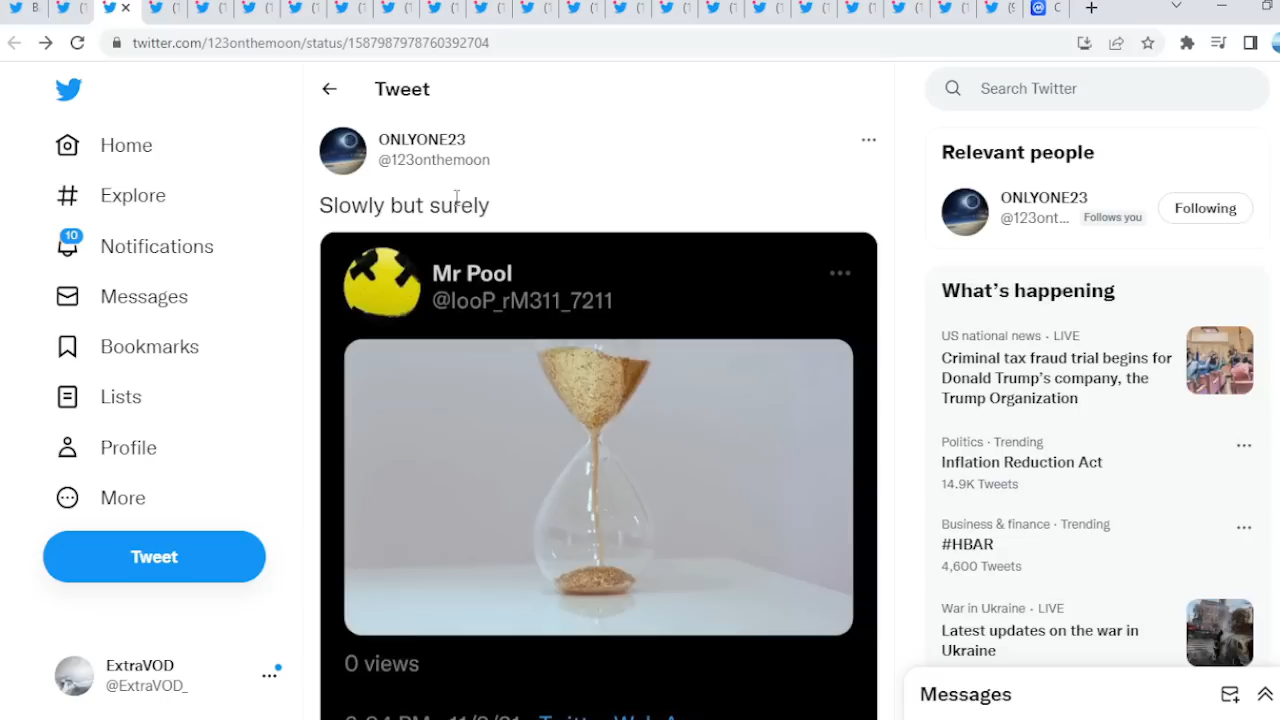 twitter.com/123onthemoon/status/1587987978760392704
Home
Explore
10
Notifications
Messages
Bookmarks
Lists
Profile
More
Tweet
ExtraVOD
@ExtraVOD_
Tweet
ONLYONE23
@123onthemoon
Slowly but surely
Mr Pool
@looP_rM311_7211
0 views
Search Twitter
Relevant people
ONLYONE23
@123ont... Follows you
Following
What's happening
US national news · LIVE
Criminal tax fraud trial begins for
Donald Trump's company, the
Trump Organization
Politics · Trending
Inflation Reduction Act
14.9K Tweets
Business & finance · Trending
#HBAR
4,600 Tweets
War in Ukraine · LIVE
Latest updates on the war in
Ukraine
Messages